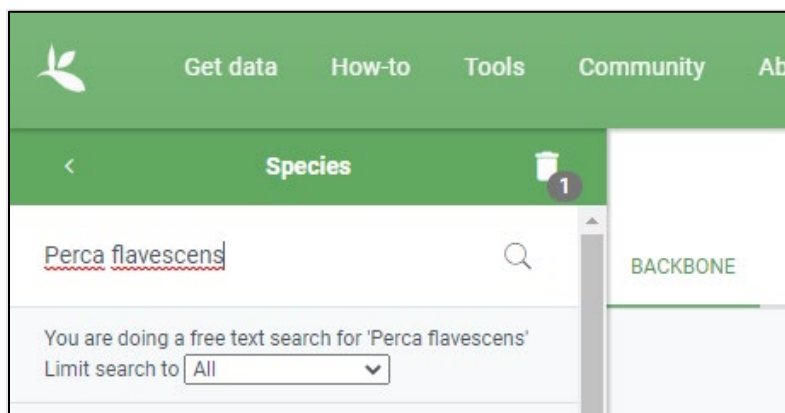 Get data How-to Tools Community Ab
Species
1
Perca flavescens
BACKBONE
You are doing a free text search for 'Perca flavescens'
Limit search to All